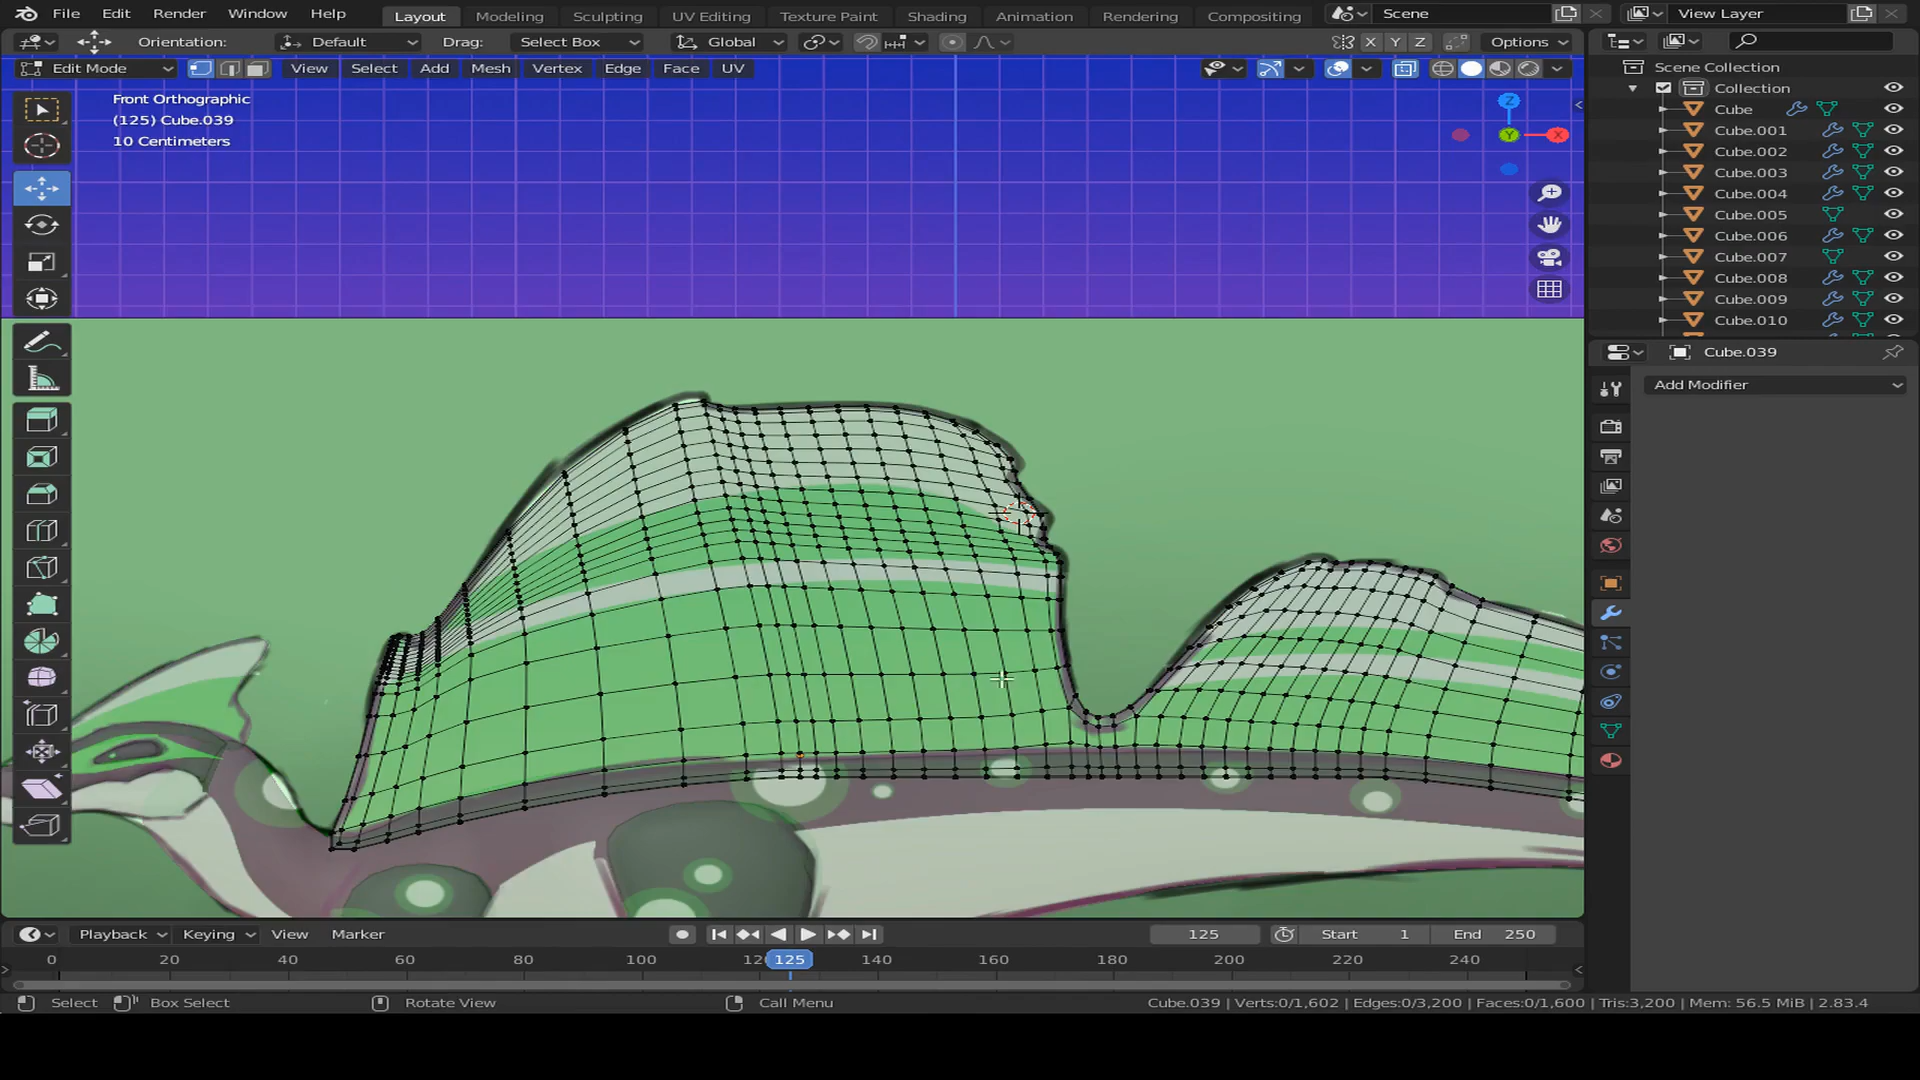 File Edit Render Window Help Layout Modeling Sculpting UV Editing Texture Paint Shading Animation Rendering Compositing Scene View Layer
Orientation: Default Drag: Select Box Global X Y Z Options
Edit Mode View Select Add Mesh Vertex Edge Face UV
Front Orthographic
(125) Cube.039
10 Centimeters
Z
X
Y
Scene Collection
Collection
Cube
Cube.001
Cube.002
Cube.003
Cube.004
Cube.005
Cube.006
Cube.007
Cube.008
Cube.009
Cube.010
Cube.039
Add Modifier
Playback Keying View Marker 125 Start 1 End 250
0 20 40 60 80 100 125 140 160 180 200 220 240
Select Box Select Rotate View Call Menu Cube.039 | Verts:0/1,602 | Edges:0/3,200 | Faces:0/1,600 | Tris:3,200 | Mem: 56.5 MiB | 2.83.4